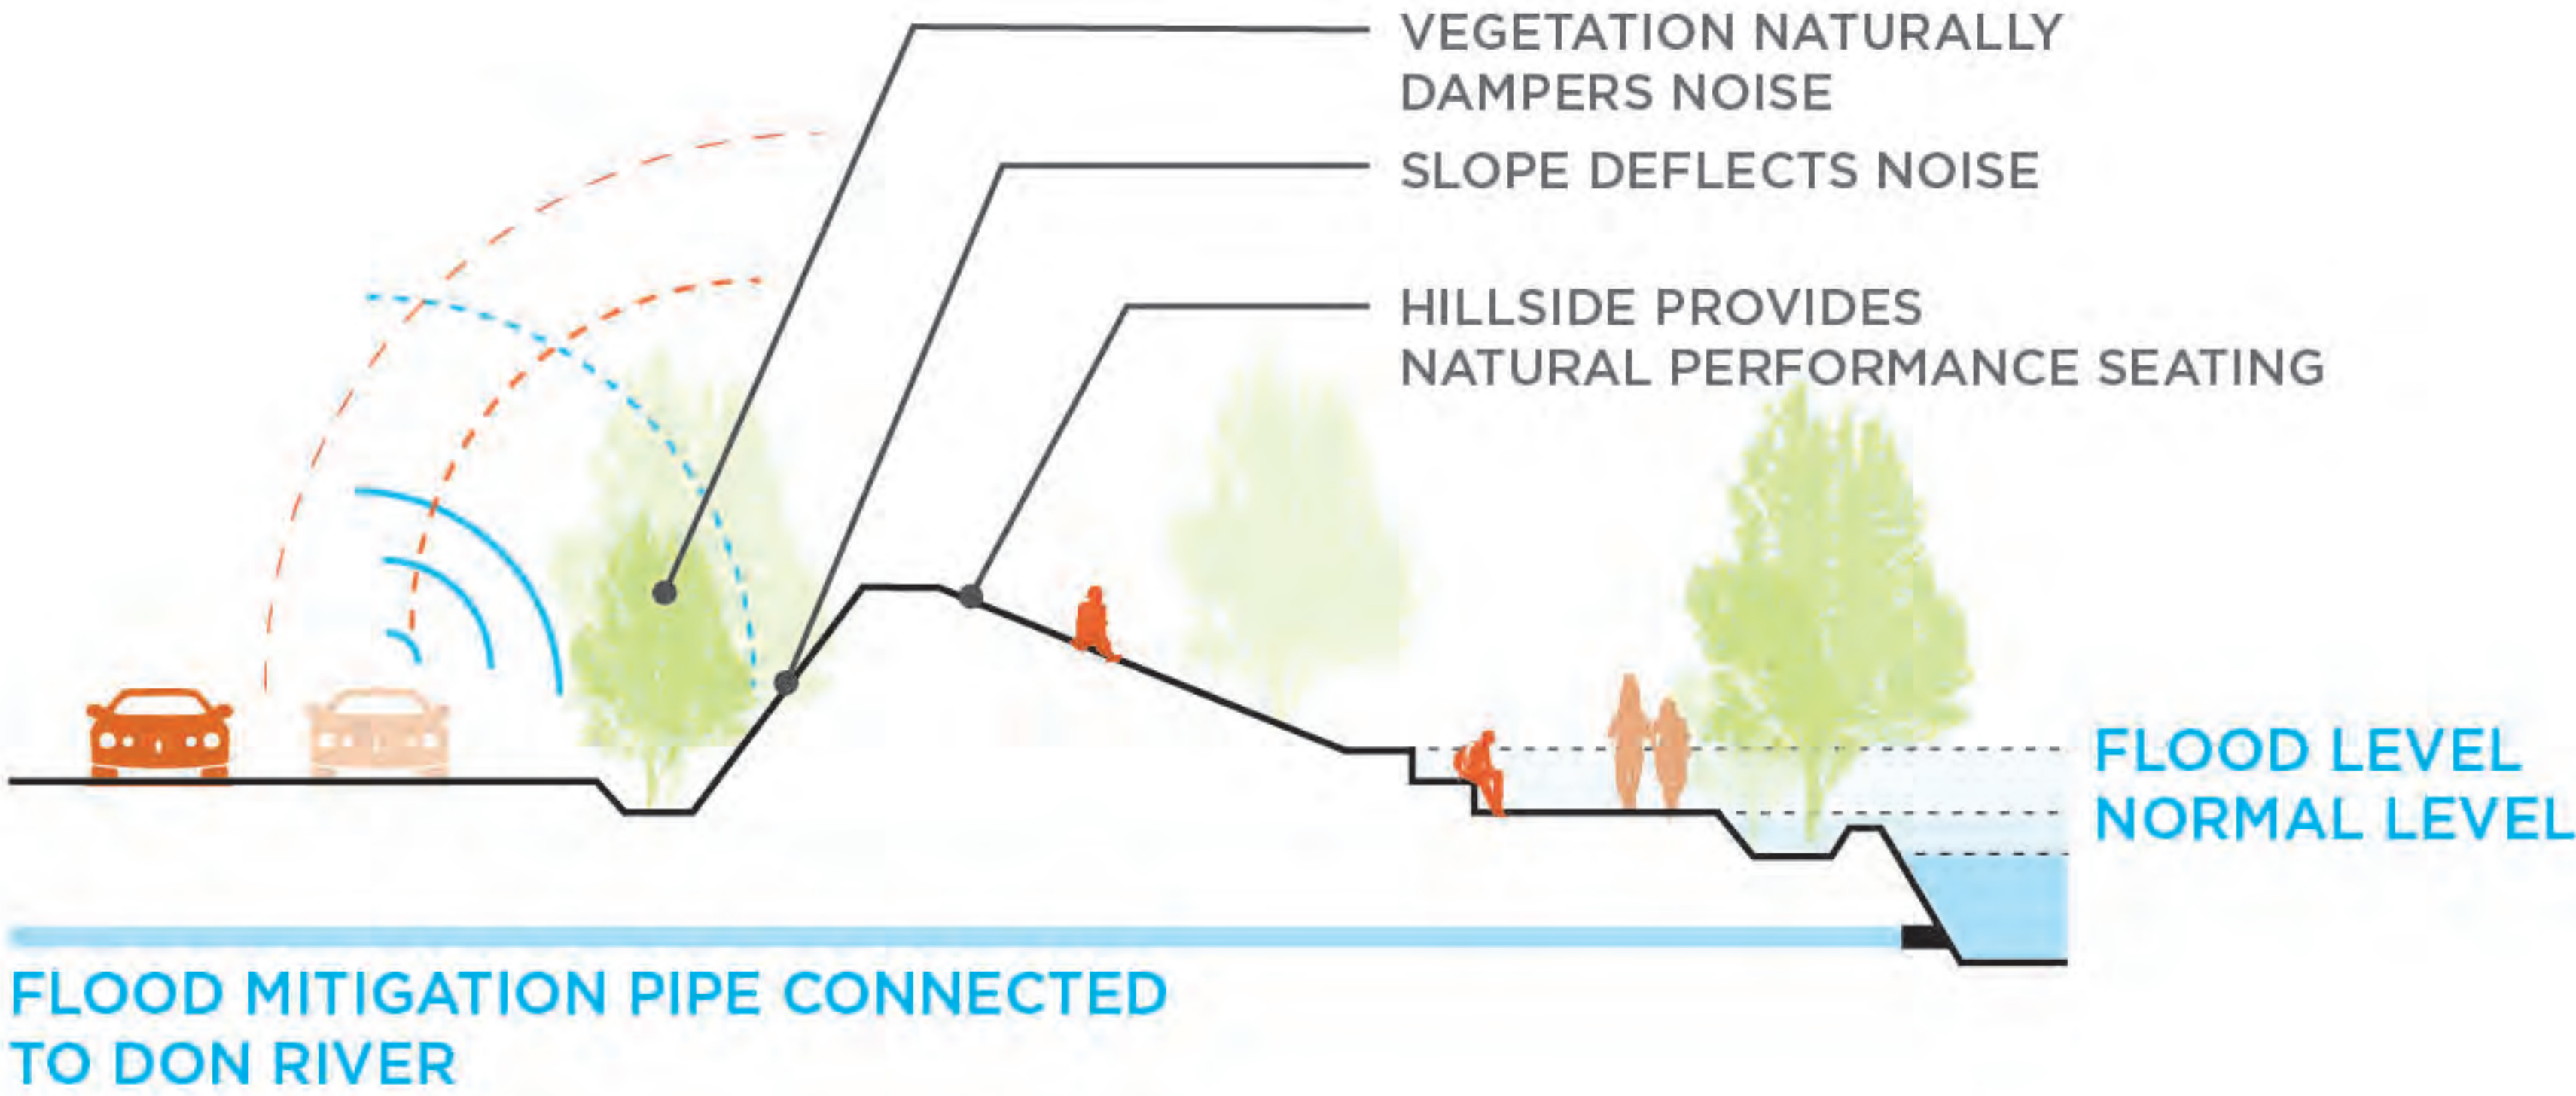 VEGETATION NATURALLY
DAMPERS NOISE
SLOPE DEFLECTS NOISE
HILLSIDE PROVIDES
NATURAL PERFORMANCE SEATING
FLOOD LEVEL
NORMAL LEVEL
FLOOD MITIGATION PIPE CONNECTED
TO DON RIVER